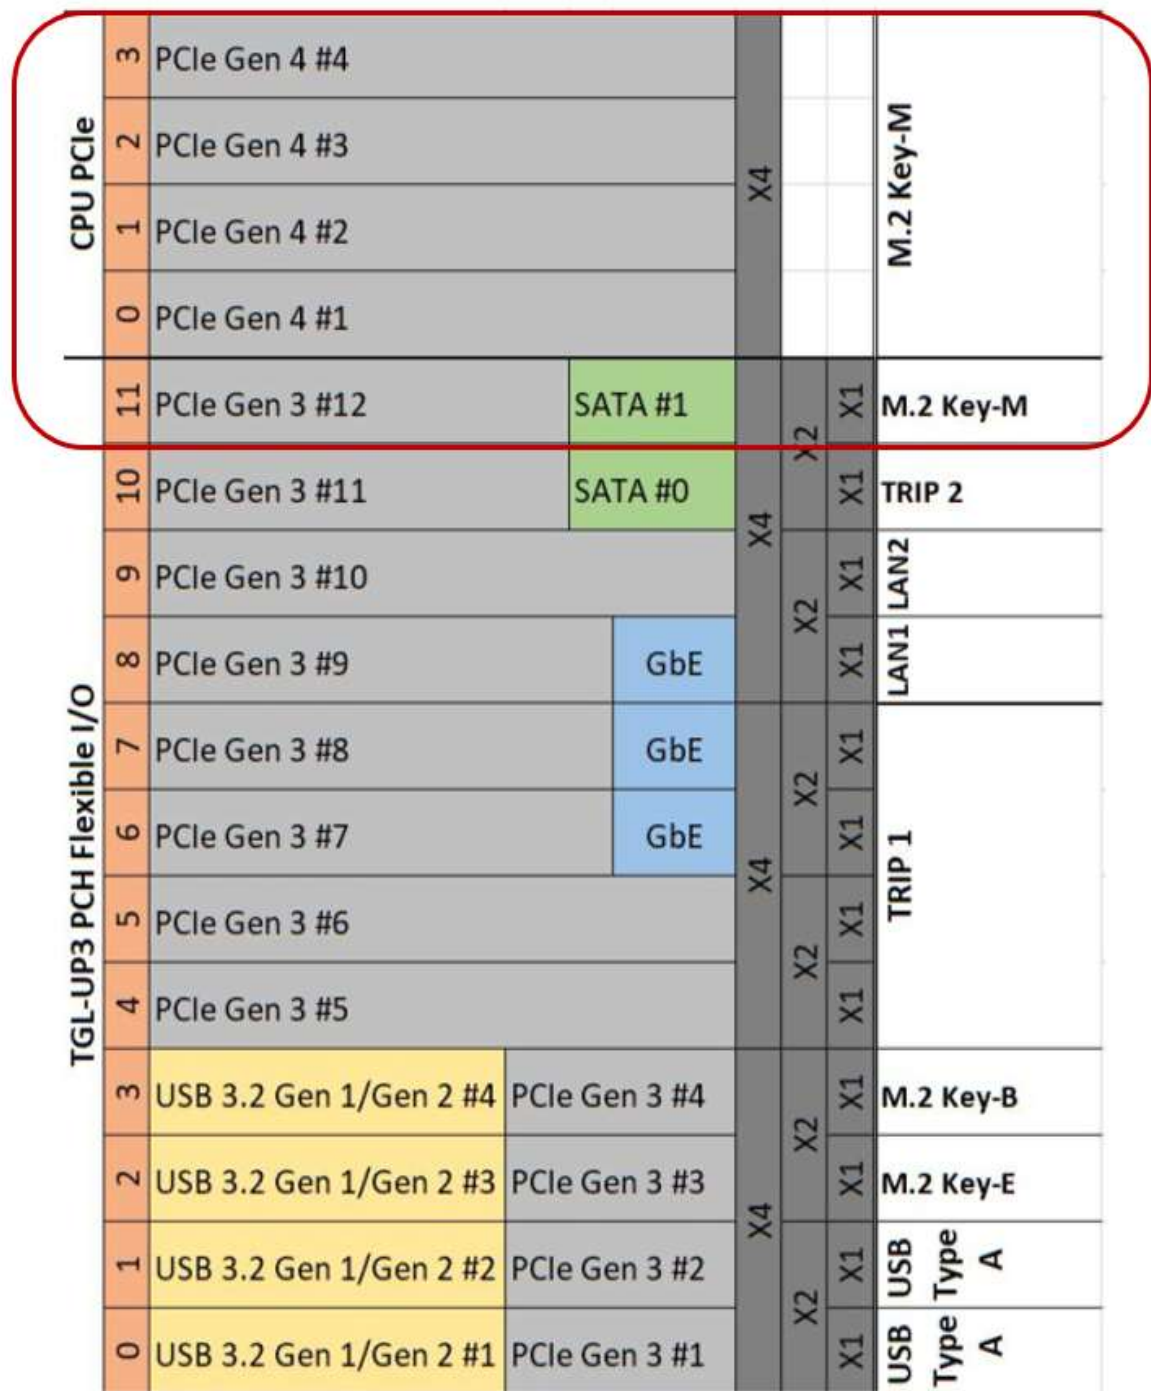 CPU PCIe
3 PCIe Gen 4 #4
2 PCIe Gen 4 #3
1 PCIe Gen 4 #2
0 PCIe Gen 4 #1
X4
M.2 Key-M
TGL-UP3 PCH Flexible I/O
11 PCIe Gen 3 #12 SATA #1 X1 M.2 Key-M
X2
10 PCIe Gen 3 #11 SATA #0 X1 TRIP 2
X4
9 PCIe Gen 3 #10 X1 LAN2
X2
8 PCIe Gen 3 #9 GbE X1 LAN1
7 PCIe Gen 3 #8 GbE X1
X2
6 PCIe Gen 3 #7 GbE X1
X4
TRIP 1
5 PCIe Gen 3 #6 X1
X2
4 PCIe Gen 3 #5 X1
3 USB 3.2 Gen 1/Gen 2 #4 PCIe Gen 3 #4 X1 M.2 Key-B
X2
2 USB 3.2 Gen 1/Gen 2 #3 PCIe Gen 3 #3 X1 M.2 Key-E
X4
1 USB 3.2 Gen 1/Gen 2 #2 PCIe Gen 3 #2 X1 USB Type A
X2
0 USB 3.2 Gen 1/Gen 2 #1 PCIe Gen 3 #1 X1 USB Type A